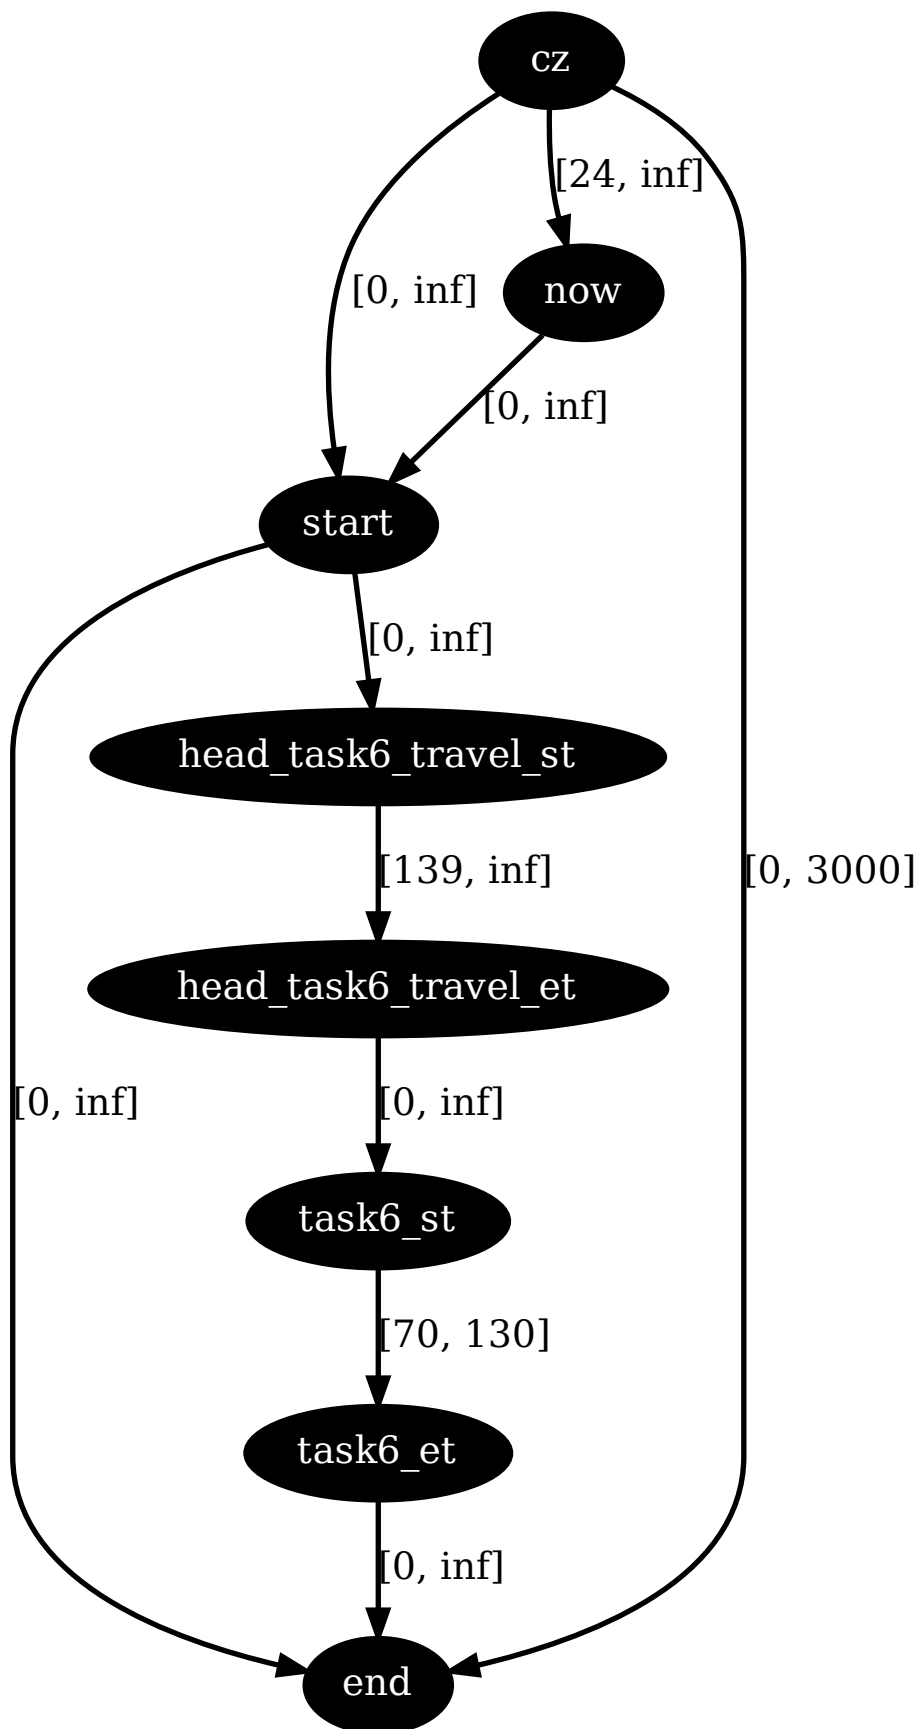 cz
[24, inf]
[0, inf]
now
[0, inf]
start
[0, inf]
head_task6_travel_st
[139, inf]
[0, 3000]
head_task6_travel_et
[0, inf]
[0, inf]
task6_st
[70, 130]
task6_et
[0, inf]
end